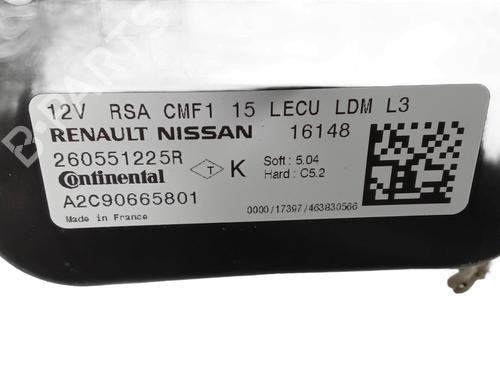 12V RSA CMF1 15 LECU LDM L3
RENAULT NISSAN 16148
260551225R
T K
Soft : 5.04
Hard : C5.2
Continental
A2C90665801
Made in France
0000/17397/463830566